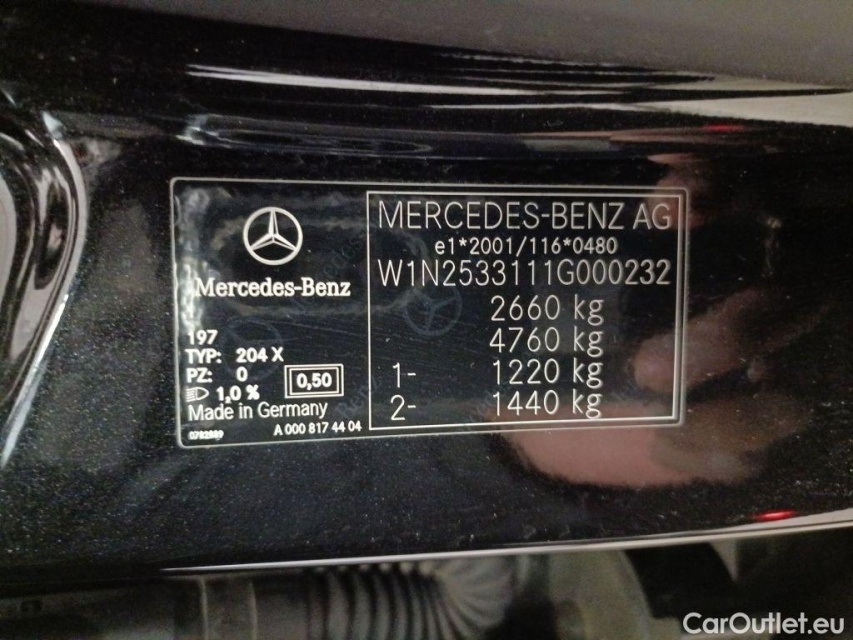 Mercedes-Benz
197
TYP: 204 X
PZ: 0
1,0 %
0,50
Made in Germany
A 000 817 44 04
MERCEDES-BENZ AG
e1*2001/116*0480
W1N2533111G000232
2660 kg
4760 kg
1- 1220 kg
2- 1440 kg
CarOutlet.eu